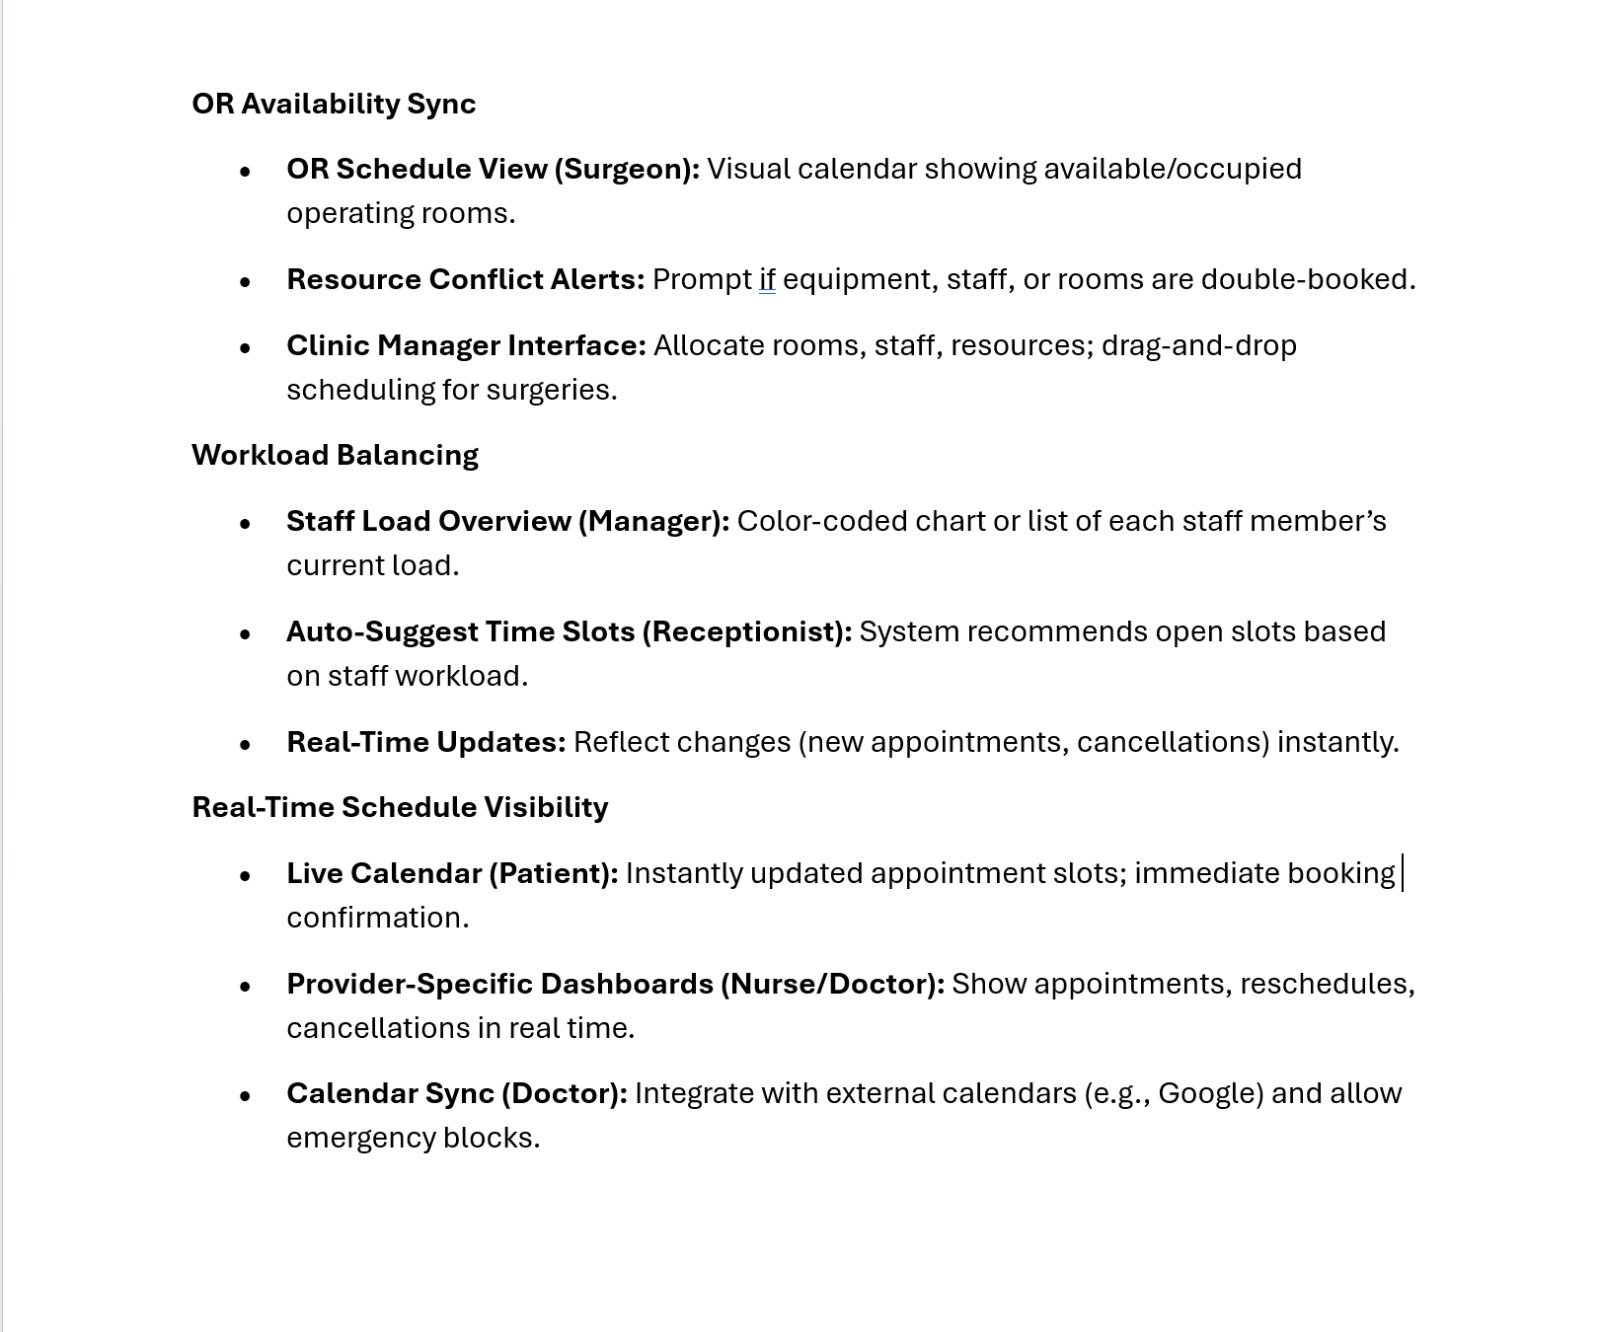 OR Availability Sync
• OR Schedule View (Surgeon): Visual calendar showing available/occupied
operating rooms.
• Resource Conflict Alerts: Prompt if equipment, staff, or rooms are double-booked.
• Clinic Manager Interface: Allocate rooms, staff, resources; drag-and-drop
scheduling for surgeries.
Workload Balancing
• Staff Load Overview (Manager): Color-coded chart or list of each staff member’s
current load.
• Auto-Suggest Time Slots (Receptionist): System recommends open slots based
on staff workload.
• Real-Time Updates: Reflect changes (new appointments, cancellations) instantly.
Real-Time Schedule Visibility
• Live Calendar (Patient): Instantly updated appointment slots; immediate booking
confirmation.
• Provider-Specific Dashboards (Nurse/Doctor): Show appointments, reschedules,
cancellations in real time.
• Calendar Sync (Doctor): Integrate with external calendars (e.g., Google) and allow
emergency blocks.